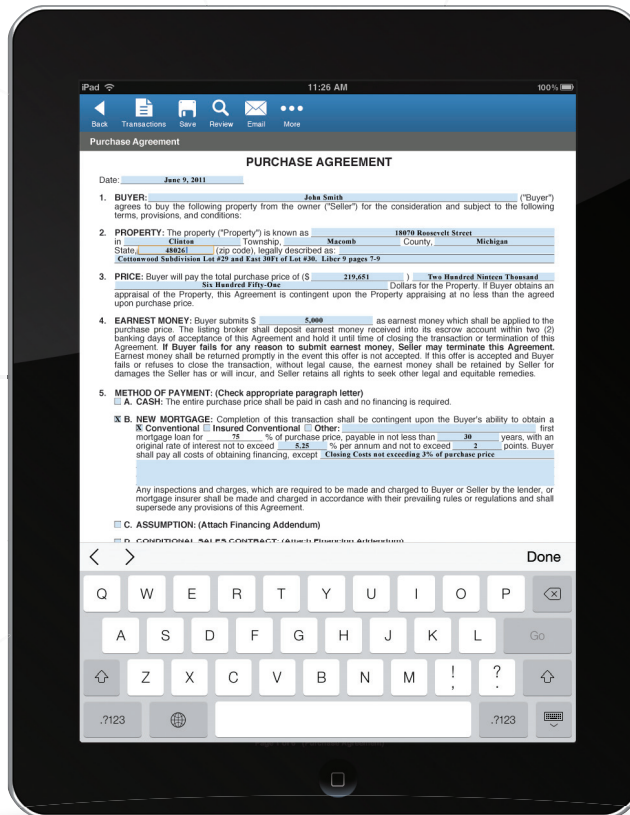 iPad 11:26 AM 100%
Back Transactions Save Review Email More
Purchase Agreement
PURCHASE AGREEMENT
Date: June 9, 2011
1. BUYER: John Smith ("Buyer")
agrees to buy the following property from the owner ("Seller") for the consideration and subject to the following
terms, provisions, and conditions:
2. PROPERTY: The property ("Property") is known as 18070 Roosevelt Street
in Clinton Township, Macomb County, Michigan
State, 48026 (zip code), legally described as:
Cottonwood Subdivision Lot #29 and East 30Ft of Lot #30. Liber 9 pages 7-9
3. PRICE: Buyer will pay the total purchase price of ($ 219,651 ) Two Hundred Ninteen Thousand
Six Hundred Fifty-One Dollars for the Property. If Buyer obtains an
appraisal of the Property, this Agreement is contingent upon the Property appraising at no less than the agreed
upon purchase price.
4. EARNEST MONEY: Buyer submits $ 5,000 as earnest money which shall be applied to the
purchase price. The listing broker shall deposit earnest money received into its escrow account within two (2)
banking days of acceptance of this Agreement and hold it until time of closing the transaction or termination of this
Agreement. If Buyer fails for any reason to submit earnest money, Seller may terminate this Agreement.
Earnest money shall be returned promptly in the event this offer is not accepted. If this offer is accepted and Buyer
fails or refuses to close the transaction, without legal cause, the earnest money shall be retained by Seller for
damages the Seller has or will incur, and Seller retains all rights to seek other legal and equitable remedies.
5. METHOD OF PAYMENT: (Check appropriate paragraph letter)
A. CASH: The entire purchase price shall be paid in cash and no financing is required.
X B. NEW MORTGAGE: Completion of this transaction shall be contingent upon the Buyer's ability to obtain a
X Conventional Insured Conventional Other: first
mortgage loan for 75 % of purchase price, payable in not less than 30 years, with an
original rate of interest not to exceed 5.25 % per annum and not to exceed 2 points. Buyer
shall pay all costs of obtaining financing, except Closing Costs not exceeding 3% of purchase price
Any inspections and charges, which are required to be made and charged to Buyer or Seller by the lender, or
mortgage insurer shall be made and charged in accordance with their prevailing rules or regulations and shall
supersede any provisions of this Agreement.
C. ASSUMPTION: (Attach Financing Addendum)
D. CONDITIONAL SALES CONTRACT: (Attach Financing Addendum)
Done
Q W E R T Y U I O P
A S D F G H J K L Go
Z X C V B N M ! , ? .
.?123 .?123